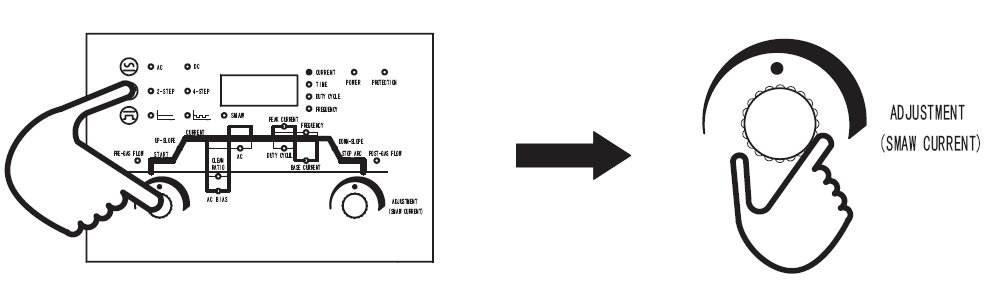 AC
DC
2-STEP
4-STEP
SMAW
CURRENT
TIME
DUTY CYCLE
FREQUENCY
POWER
PROTECTION
PEAK CURRENT
FREQUENCY
CURRENT
UP-SLOPE
DOWN-SLOPE
PRE-GAS FLOW
START
AC
DUTY CYCLE
STOP ARC
POST-GAS FLOW
CLEAN
RATIO
BASE CURRENT
AC BIAS
ADJUSTMENT
(SMAW CURRENT)
ADJUSTMENT
(SMAW CURRENT)